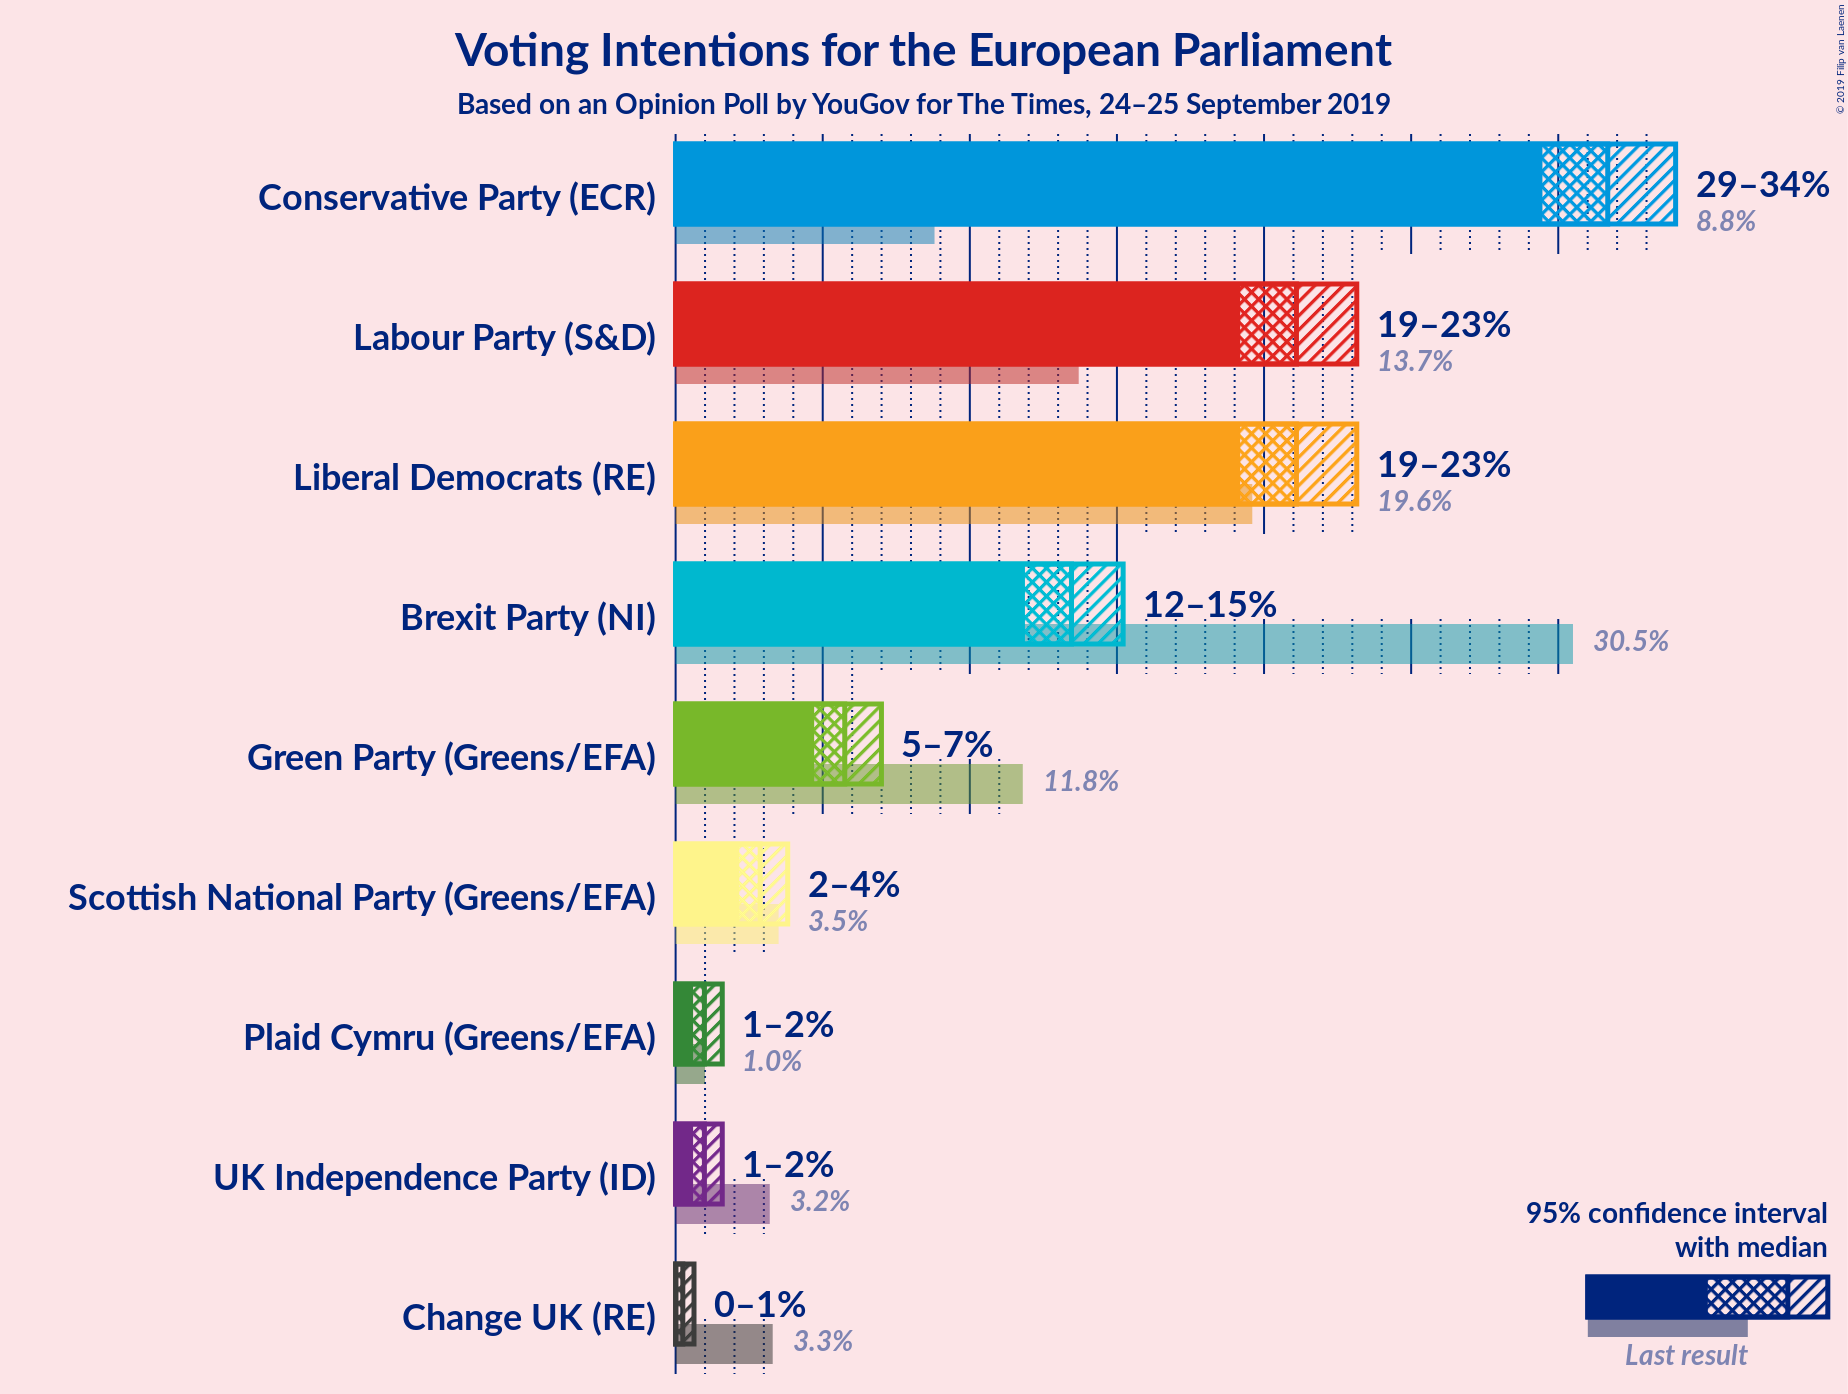 Voting Intentions for the European Parliament
Based on an Opinion Poll by YouGov for The Times, 24–25 September 2019
© 2019 Filip van Laenen
Conservative Party (ECR)
29–34%
8.8%
Labour Party (S&D)
19–23%
13.7%
Liberal Democrats (RE)
19–23%
19.6%
Brexit Party (NI)
12–15%
30.5%
Green Party (Greens/EFA)
5–7%
11.8%
Scottish National Party (Greens/EFA)
2–4%
3.5%
Plaid Cymru (Greens/EFA)
1–2%
1.0%
UK Independence Party (ID)
1–2%
3.2%
Change UK (RE)
0–1%
3.3%
95% confidence interval
with median
Last result